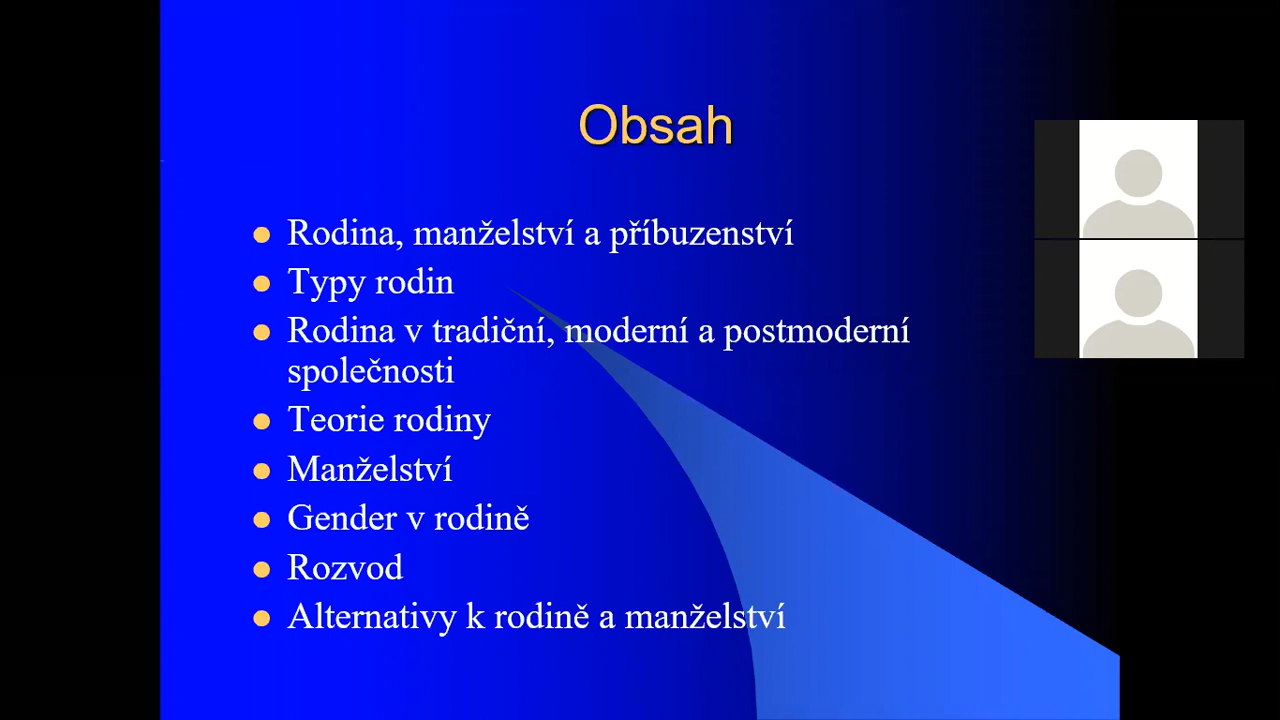 Obsah
Rodina, manželství a příbuzenství
Typy rodin
Rodina v tradiční, moderní a postmoderní
společnosti
Teorie rodiny
Manželství
Gender v rodině
Rozvod
Alternativy k rodině a manželství